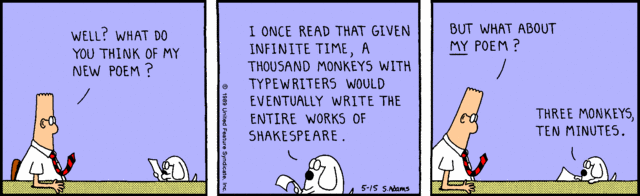 WELL? WHAT DO
YOU THINK OF MY
NEW POEM?
I ONCE READ THAT GIVEN
INFINITE TIME, A
THOUSAND MONKEYS WITH
TYPEWRITERS WOULD
EVENTUALLY WRITE THE
ENTIRE WORKS OF
SHAKESPEARE.
© 1989 United Feature Syndicate, Inc.
5-15 S.Adams
BUT WHAT ABOUT
MY POEM?
THREE MONKEYS,
TEN MINUTES.